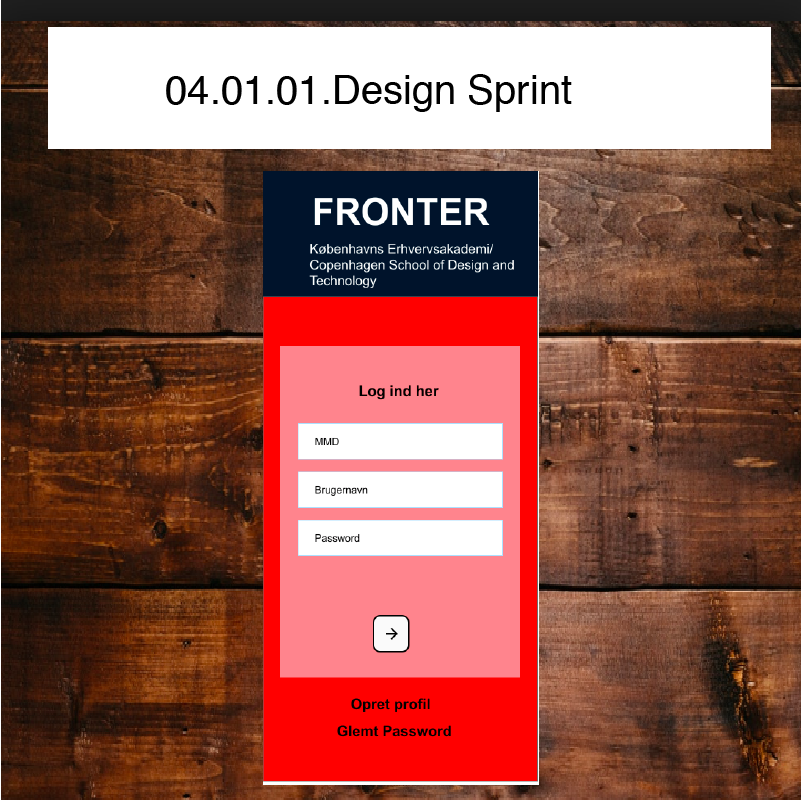 04.01.01.Design Sprint
FRONTER
Københavns Erhvervsakademi/
Copenhagen School of Design and
Technology
Log ind her
MMD
Brugernavn
Password
Opret profil
Glemt Password